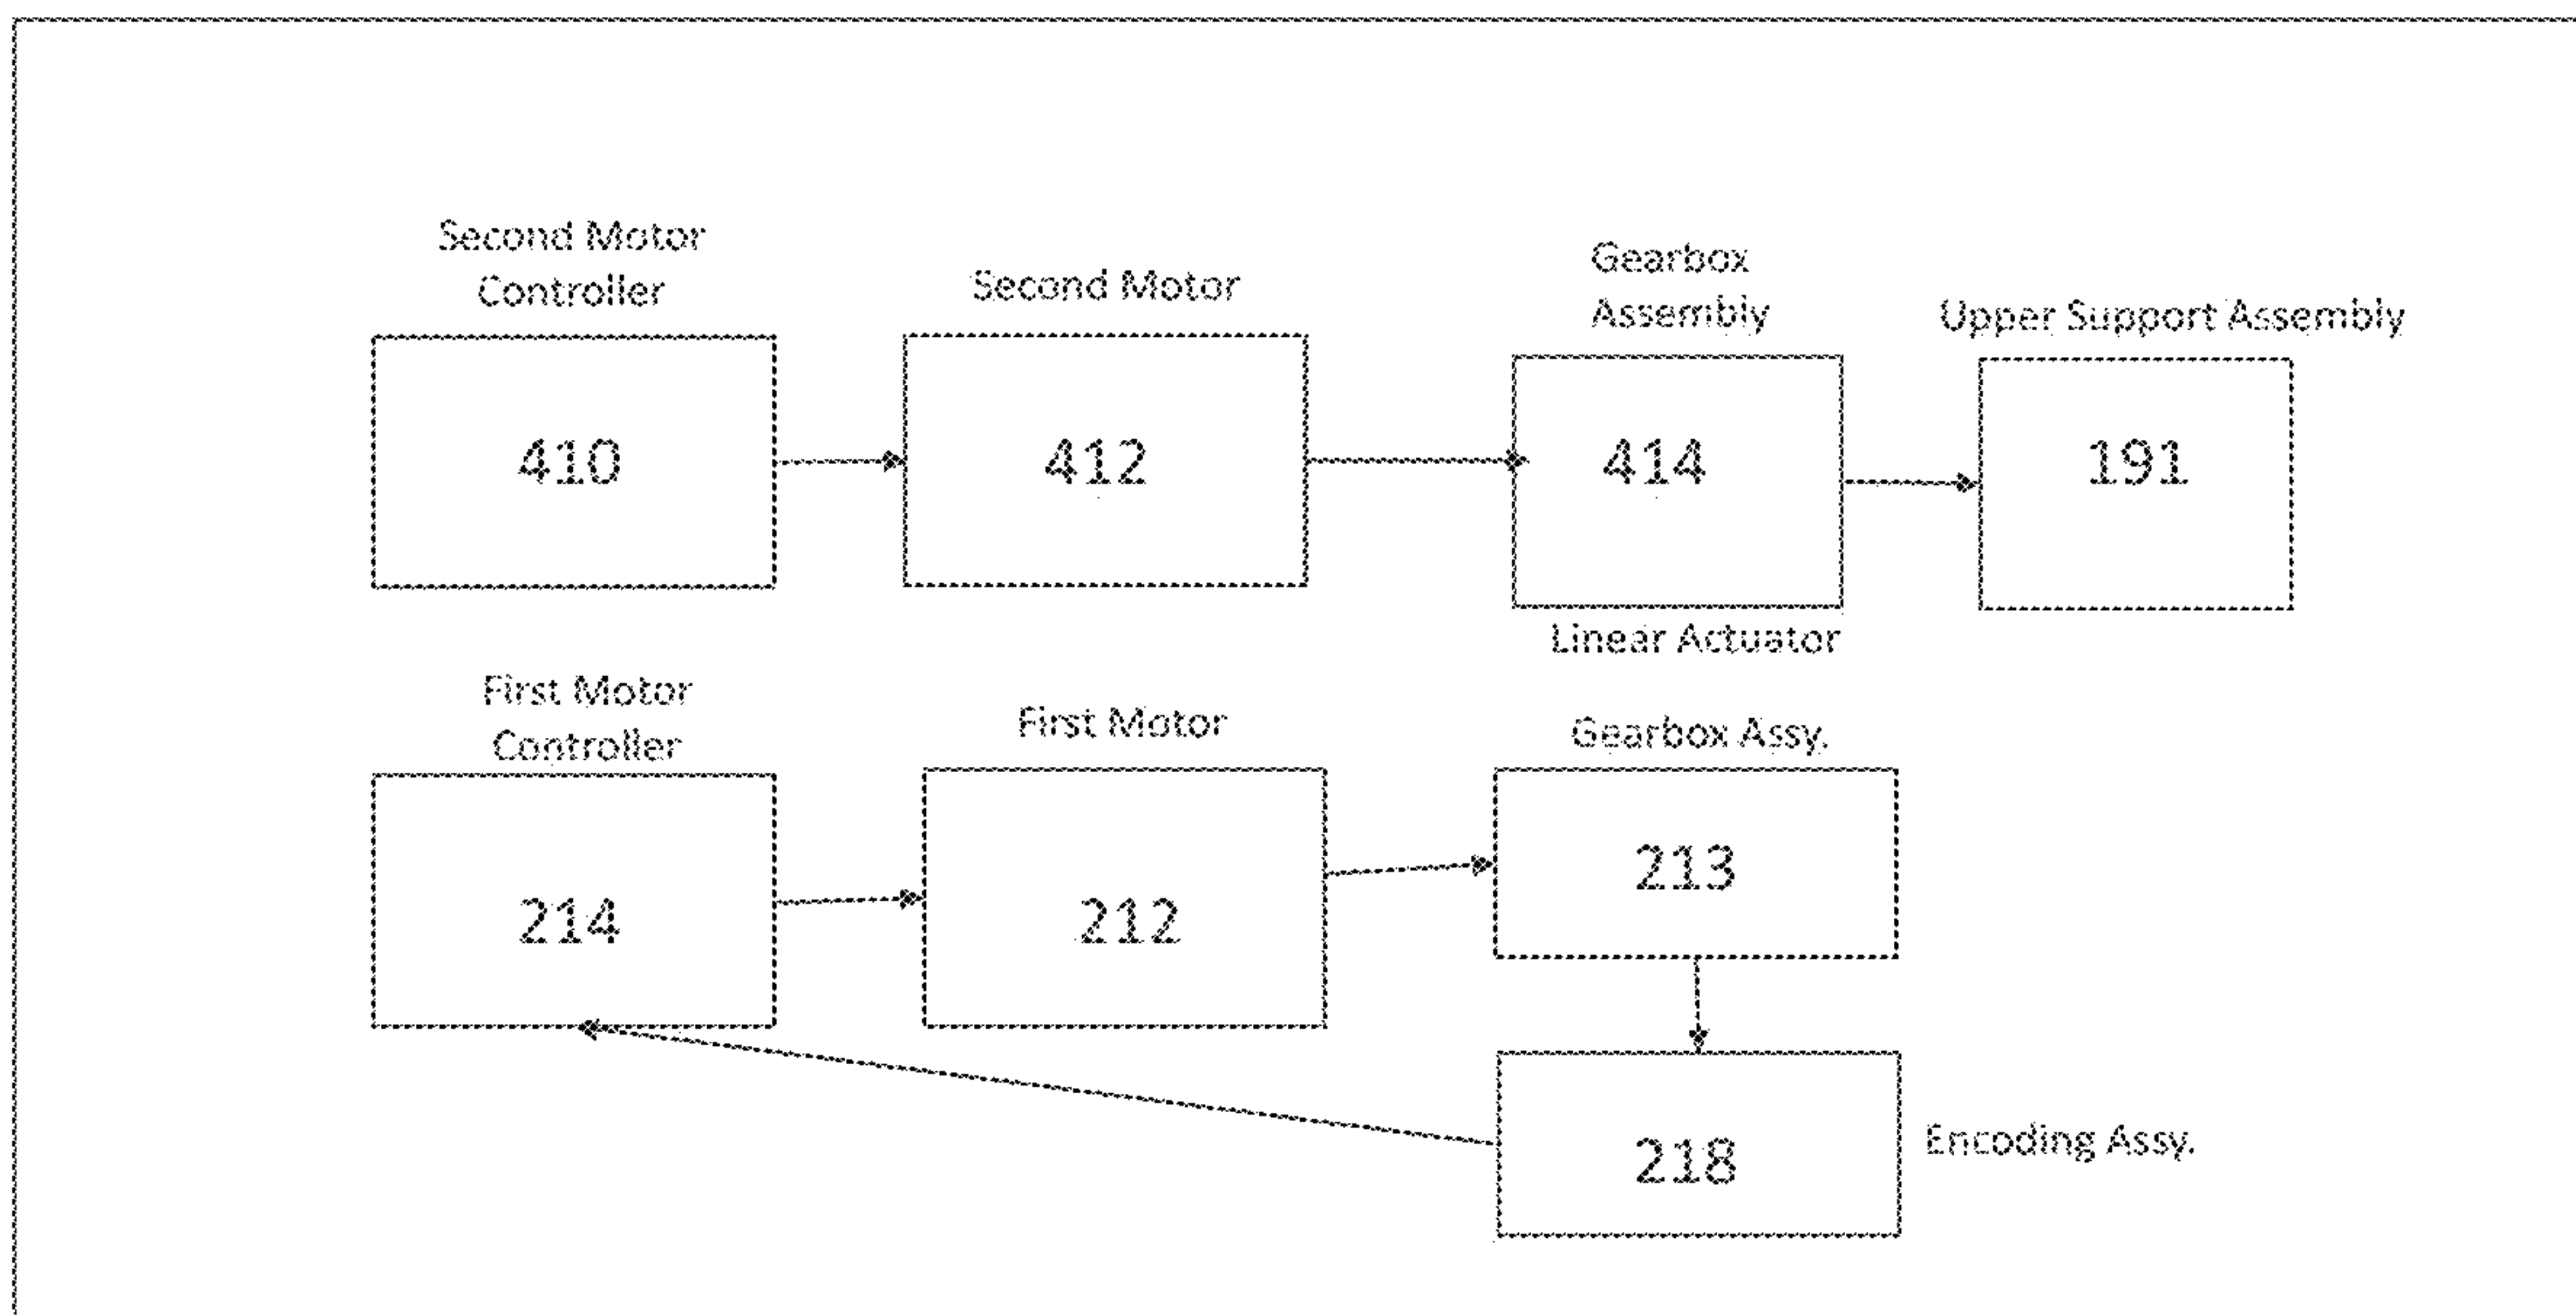 Second Motor
Controller
Second Motor
Gearbox
Assembly
Upper Support Assembly
410
412
414
191
Linear Actuator
First Motor
Controller
First Motor
Gearbox Assy.
214
212
213
218
Encoding Assy.